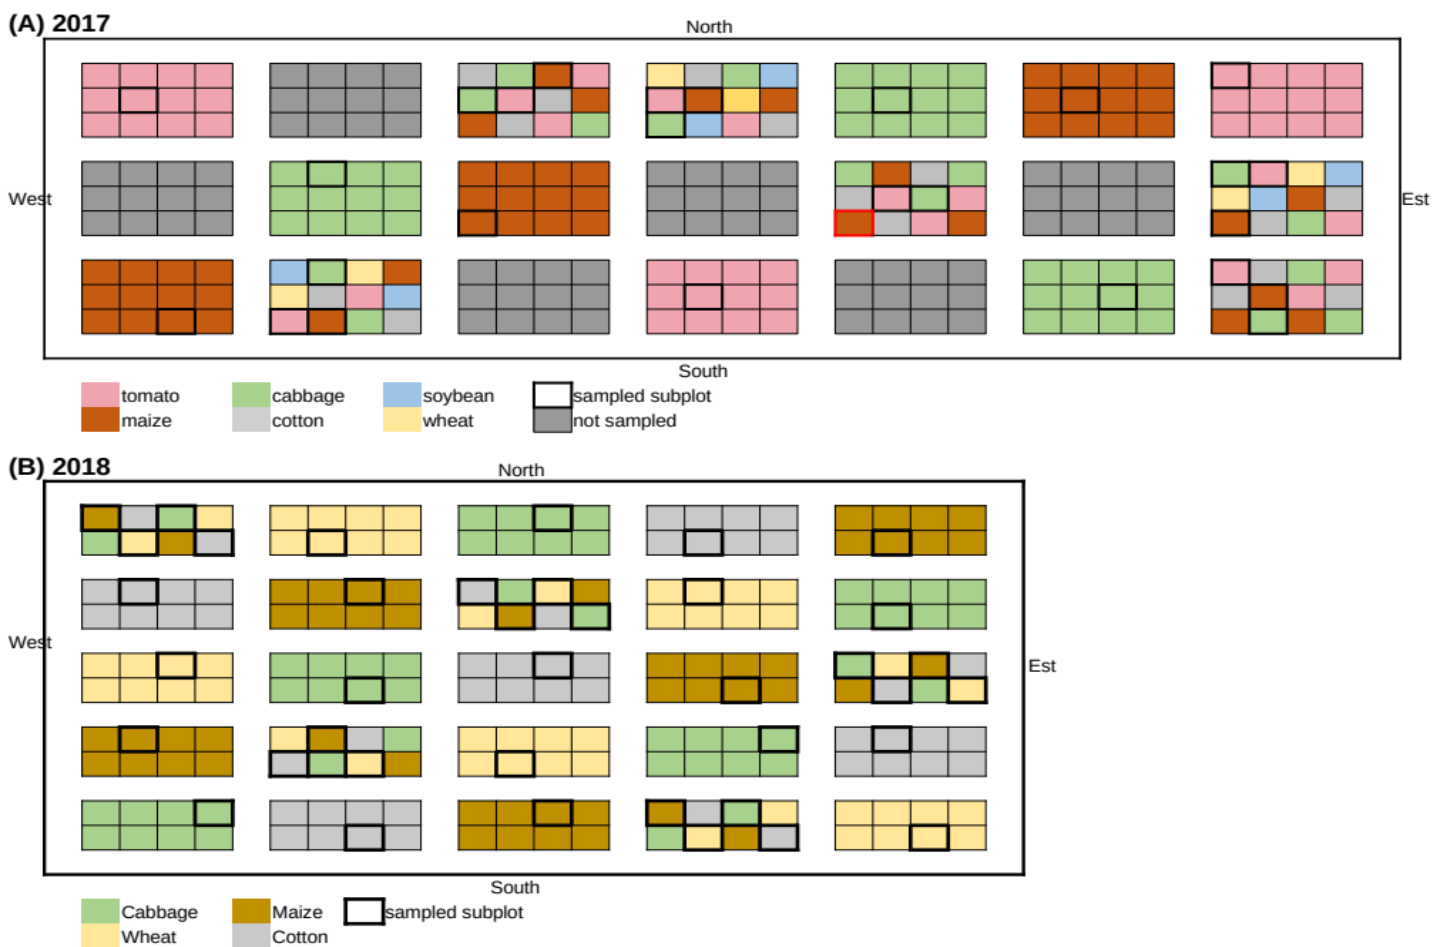 (A) 2017
North
West
Est
South
tomato cabbage soybean sampled subplot
maize cotton wheat not sampled
(B) 2018
North
West
Est
South
Cabbage Maize sampled subplot
Wheat Cotton